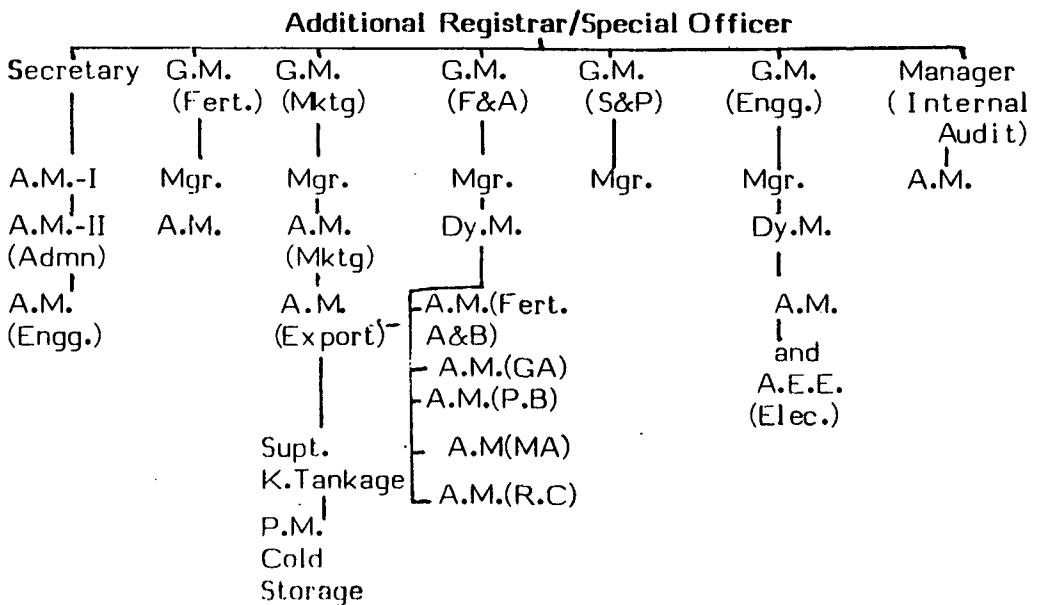 Additional Registrar/Special Officer
Secretary G.M. G.M. G.M. G.M. G.M. Manager
(Fert.) (Mktg) (F&A) (S&P) (Engg.) ( Internal
Audit)
A.M.-I Mgr. Mgr. Mgr. Mgr. Mgr. A.M.
A.M.-II A.M. A.M. Dy.M. Dy.M.
(Admn) (Mktg)
A.M. A.M. A.M.(Fert. A.M.
(Engg.) (Export) A&B) and
A.M.(GA) A.E.E.
A.M.(P.B) (Elec.)
Supt. A.M(MA)
K.Tankage A.M.(R.C)
P.M.
Cold
Storage